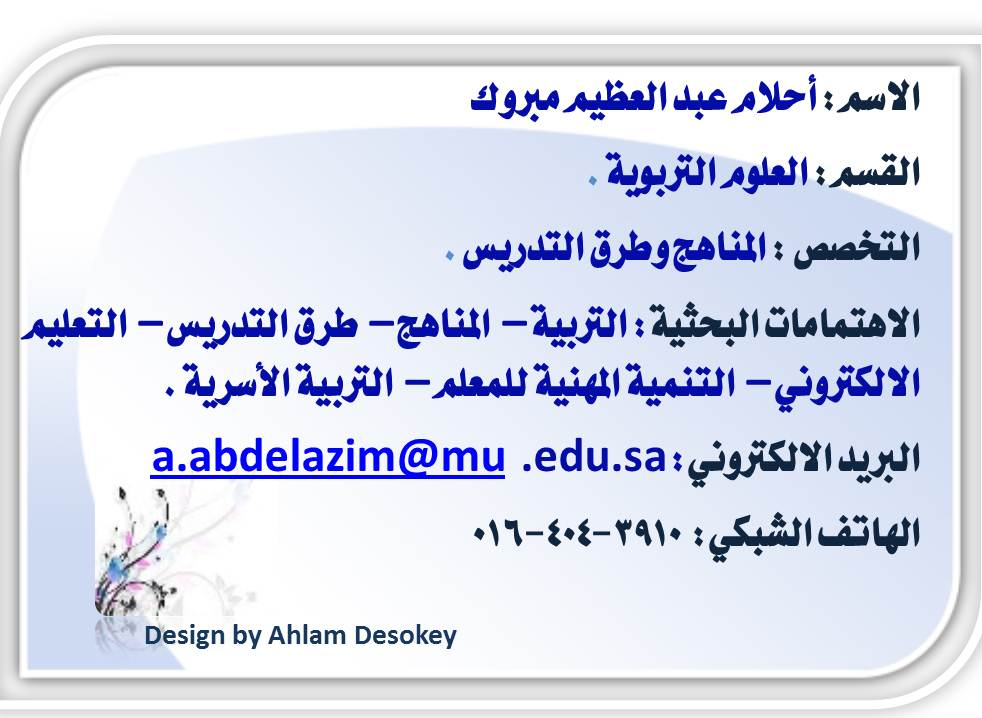 الاسم : أحلام عبد العظيم مبروك
القسم : العلوم التربوية .
التخصص : المناهج وطرق التدريس .
الاهتمامات البحثية : التربية – المناهج – طرق التدريس – التعليم
الالكتروني – التنمية المهنية للمعلم – التربية الأسرية .
البريد الالكتروني : a.abdelazim@mu .edu.sa
الهاتف الشبكي : ٠١٦-٤٠٤-٣٩١٠
Design by Ahlam Desokey